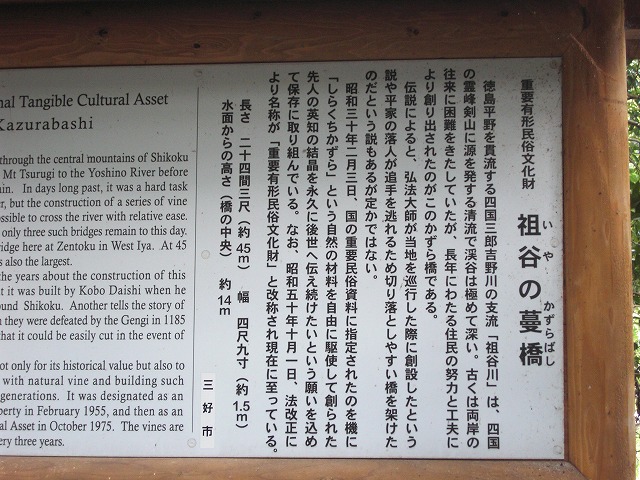 重要有形民俗文化財
祖谷の蔓橋
いや
かずらばし
徳島平野を貫流する四国三郎吉野川の支流「祖谷川」は、四国
の霊峰剣山に源を発する清流で渓谷は極めて深い。古くは両岸の
往来に困難をきたしていたが、長年にわたる住民の努力と工夫に
より創り出されたのがこのかずら橋である。
伝説によると、弘法大師が当地を巡行した際に創設したという
説や平家の落人が追手を逃れるため切り落としやすい橋を架けた
のだという説もあるが定かではない。
昭和三十年二月三日、国の重要民俗資料に指定されたのを機に
「しらくちかずら」という自然の材料を自由に駆使して創られた
先人の英知の結晶を永久に後世へ伝え続けたいという願いを込め
て保存に取り組んでいる。なお、昭和五十年十月一日、法改正に
より名称が「重要有形民俗文化財」と改称され現在に至っている。
長さ 二十四間三尺(約45m) 幅 四尺九寸(約1.5m)
水面からの高さ(橋の中央) 約14m
三好市
nal Tangible Cultural Asset
Kazurabashi
through the central mountains of Shikoku
Mt Tsurugi to the Yoshino River before
in. In days long past, it was a hard task
er, but the construction of a series of vine
ossible to cross the river with relative ease.
only three such bridges remain to this day.
ridge here at Zentoku in West Iya. At 45
s also the largest.
the years about the construction of this
t it was built by Kobo Daishi when he
ound Shikoku. Another tells the story of
n they were defeated by the Gengi in 1185
that it could be easily cut in the event of
ot only for its historical value but also to
with natural vine and building such
generations. It was designated as an
perty in February 1955, and then as an
al Asset in October 1975. The vines are
ery three years.